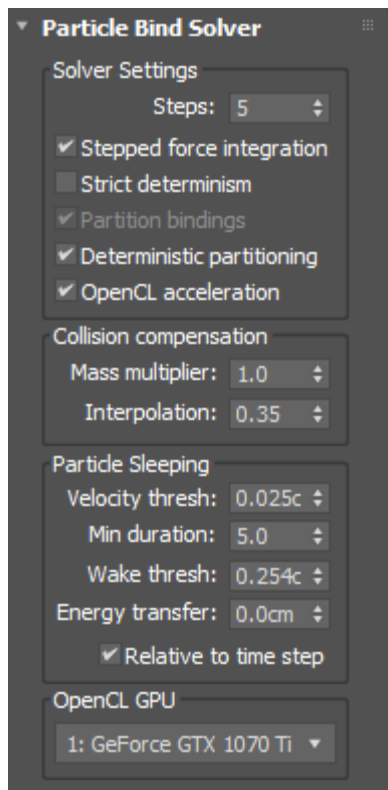 Particle Bind Solver
Solver Settings
Steps: 5
Stepped force integration
Strict determinism
Partition bindings
Deterministic partitioning
OpenCL acceleration
Collision compensation
Mass multiplier: 1.0
Interpolation: 0.35
Particle Sleeping
Velocity thresh: 0.025c
Min duration: 5.0
Wake thresh: 0.254c
Energy transfer: 0.0cm
Relative to time step
OpenCL GPU
1: GeForce GTX 1070 Ti